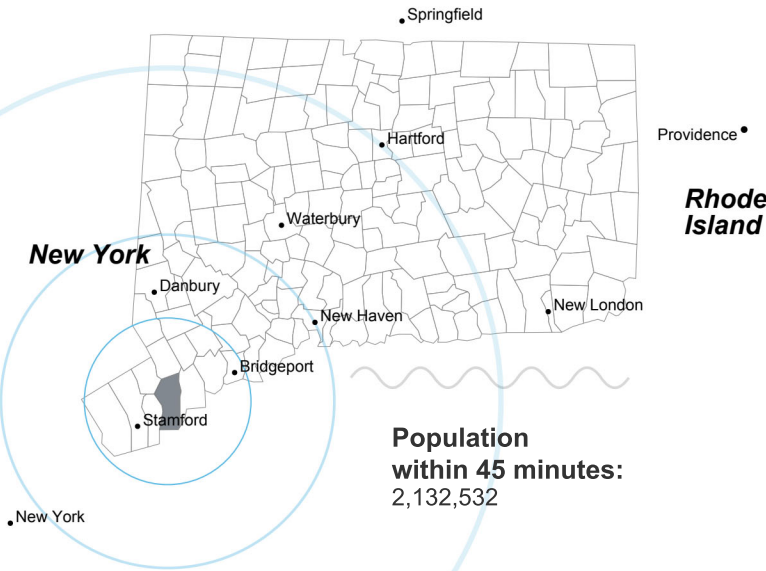 Springfield
Hartford
Providence
Rhode
Island
Waterbury
New York
Danbury
New London
New Haven
Bridgeport
Stamford
Population
within 45 minutes:
2,132,532
New York